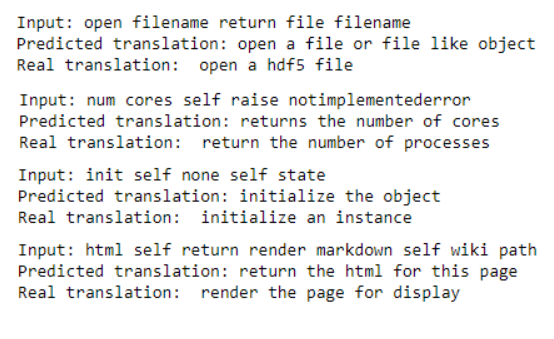 Input: open filename return file filename
Predicted translation: open a file or file like object
Real translation:  open a hdf5 file
Input: num cores self raise notimplementederror
Predicted translation: returns the number of cores
Real translation:  return the number of processes
Input: init self none self state
Predicted translation: initialize the object
Real translation:  initialize an instance
Input: html self return render markdown self wiki path
Predicted translation: return the html for this page
Real translation:  render the page for display